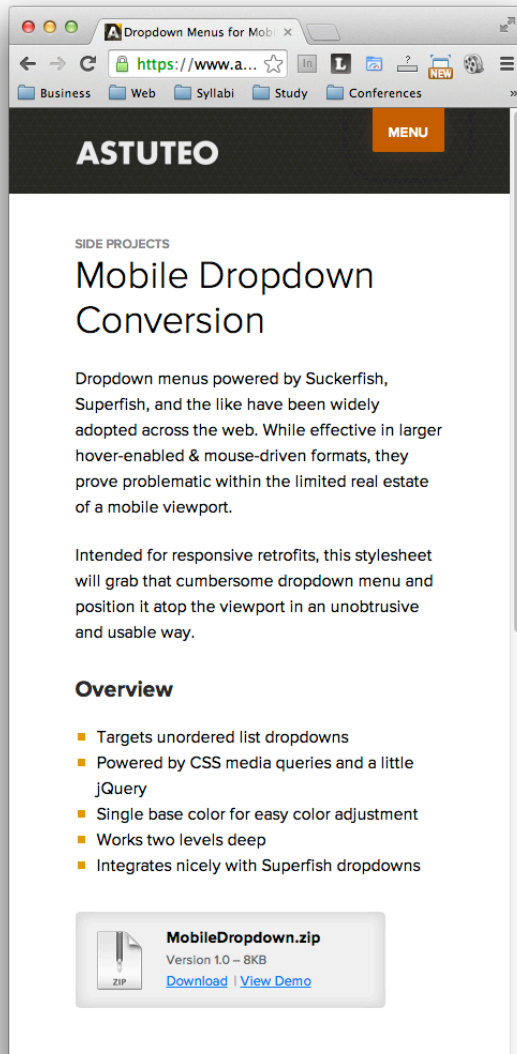 Dropdown Menus for Mobi
https://www.a...
In
L
?
NEW
Business
Web
Syllabi
Study
Conferences
»
ASTUTEO
MENU
SIDE PROJECTS
Mobile Dropdown
Conversion
Dropdown menus powered by Suckerfish,
Superfish, and the like have been widely
adopted across the web. While effective in larger
hover-enabled & mouse-driven formats, they
prove problematic within the limited real estate
of a mobile viewport.
Intended for responsive retrofits, this stylesheet
will grab that cumbersome dropdown menu and
position it atop the viewport in an unobtrusive
and usable way.
Overview
Targets unordered list dropdowns
Powered by CSS media queries and a little
jQuery
Single base color for easy color adjustment
Works two levels deep
Integrates nicely with Superfish dropdowns
MobileDropdown.zip
Version 1.0 – 8KB
ZIP
Download | View Demo